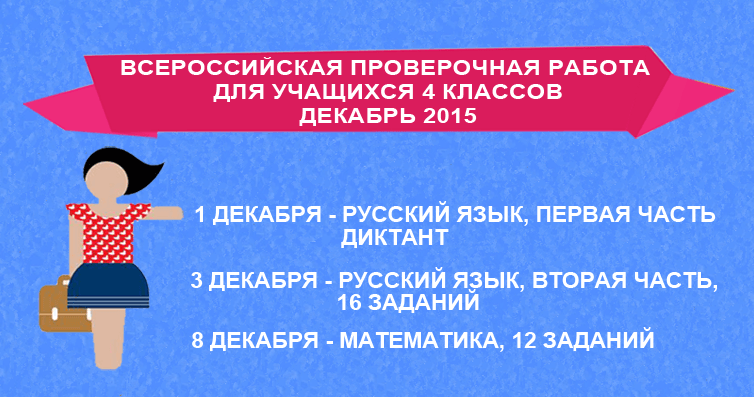 ВСЕРОССИЙСКАЯ ПРОВЕРОЧНАЯ РАБОТА
ДЛЯ УЧАЩИХСЯ 4 КЛАССОВ
ДЕКАБРЬ 2015
1 ДЕКАБРЯ - РУССКИЙ ЯЗЫК, ПЕРВАЯ ЧАСТЬ
ДИКТАНТ
3 ДЕКАБРЯ - РУССКИЙ ЯЗЫК, ВТОРАЯ ЧАСТЬ,
16 ЗАДАНИЙ
8 ДЕКАБРЯ - МАТЕМАТИКА, 12 ЗАДАНИЙ